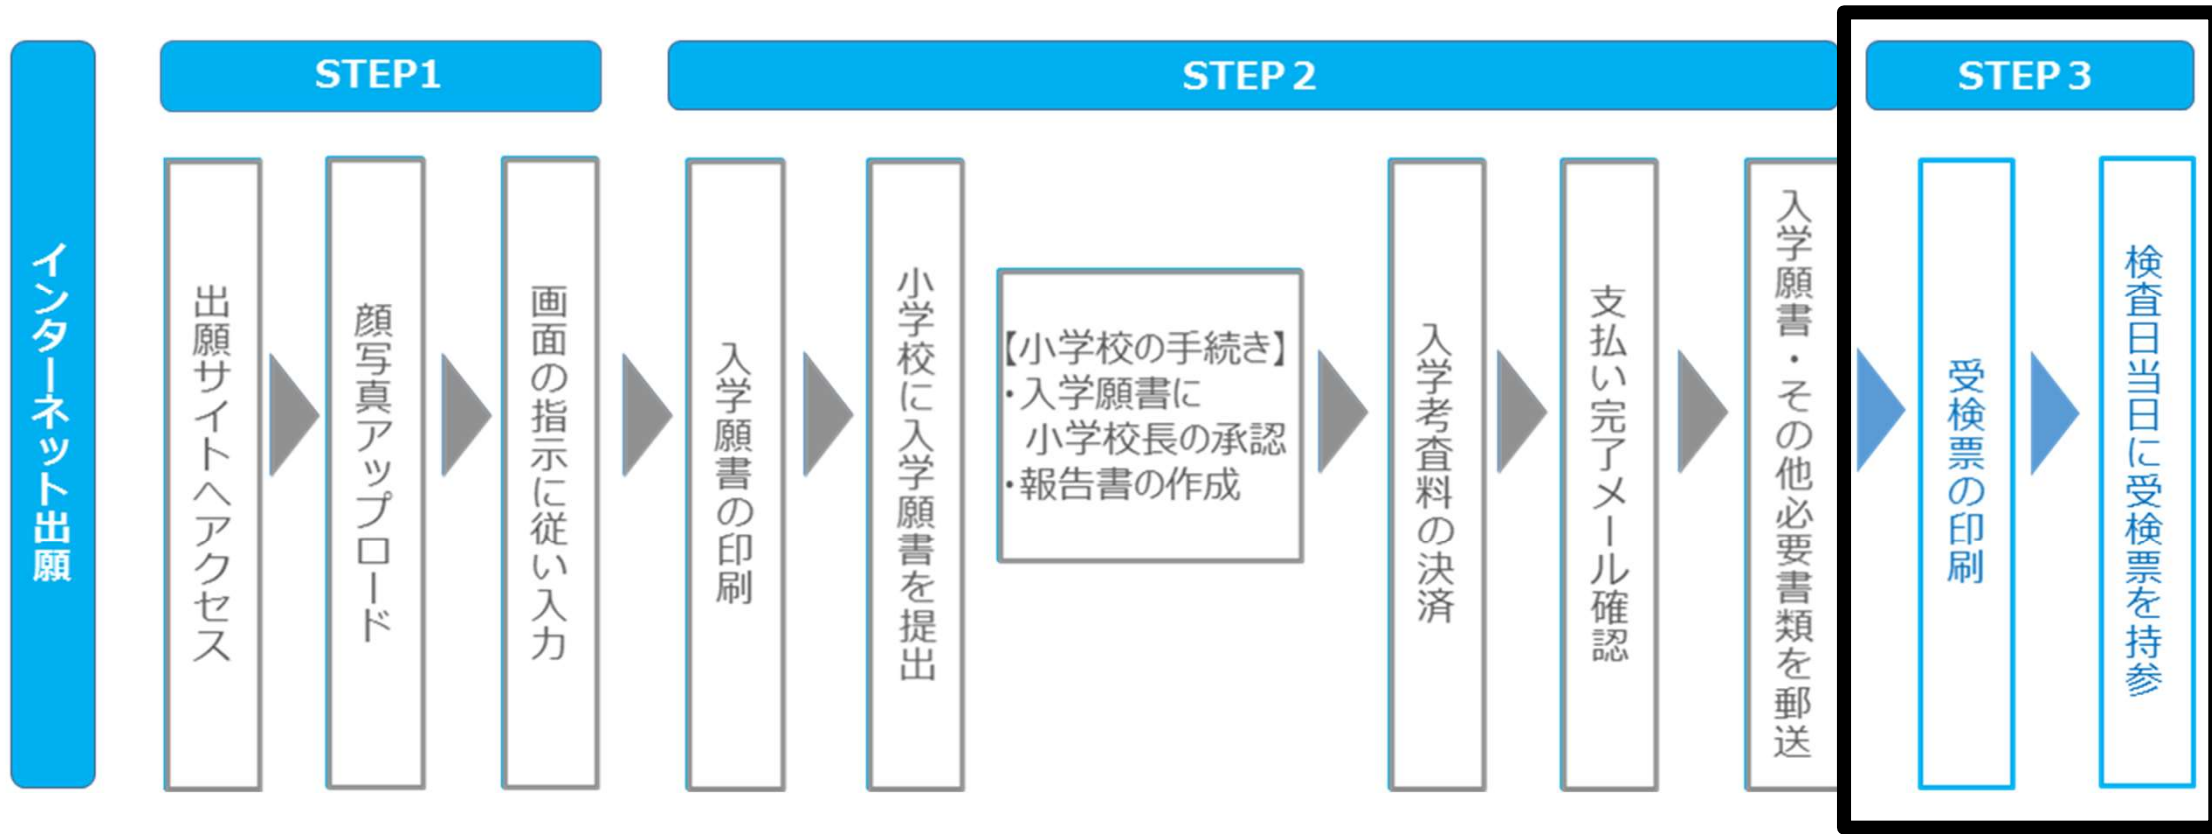 インターネット出願
STEP1
出願サイトへアクセス
顔写真アップロード
画面の指示に従い入力
STEP2
入学願書の印刷
小学校に入学願書を提出
【小学校の手続き】
・入学願書に
小学校長の承認
・報告書の作成
入学考査料の決済
支払い完了メール確認
入学願書・その他必要書類を郵送
STEP3
受検票の印刷
検査日当日に受検票を持参